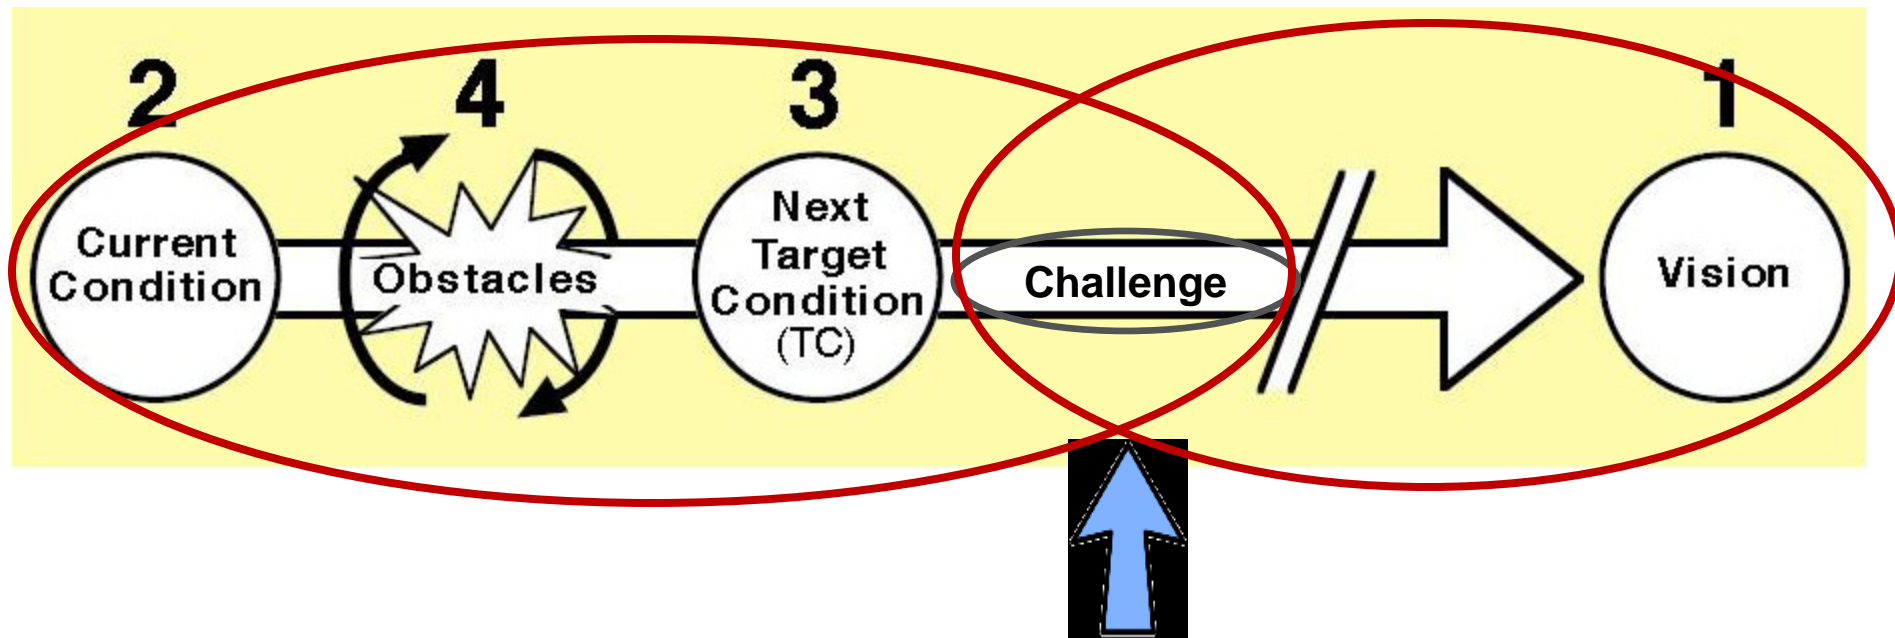 2
4
3
1
Current
Condition
Obstacles
Next
Target
Condition
(TC)
Challenge
Vision